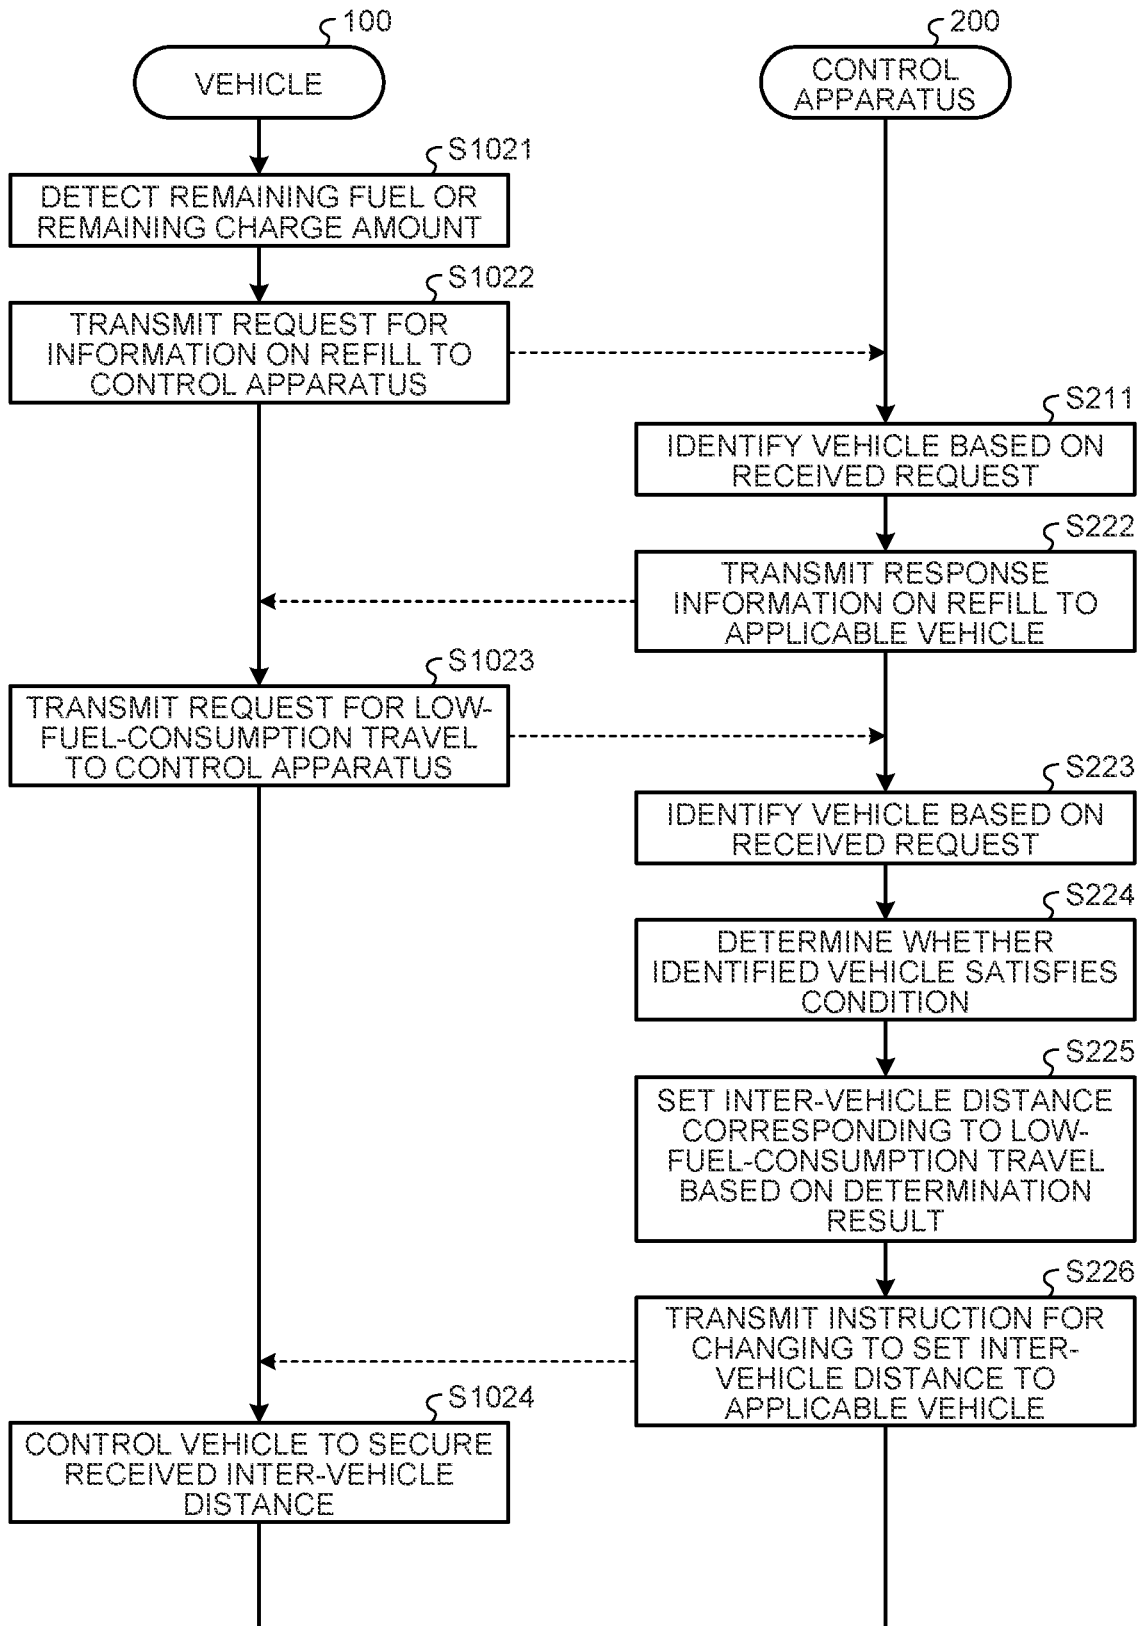 100
VEHICLE
200
CONTROL
APPARATUS
S1021
DETECT REMAINING FUEL OR
REMAINING CHARGE AMOUNT
S1022
TRANSMIT REQUEST FOR
INFORMATION ON REFILL TO
CONTROL APPARATUS
S211
IDENTIFY VEHICLE BASED ON
RECEIVED REQUEST
S222
TRANSMIT RESPONSE
INFORMATION ON REFILL TO
APPLICABLE VEHICLE
S1023
TRANSMIT REQUEST FOR LOW-
FUEL-CONSUMPTION TRAVEL
TO CONTROL APPARATUS
S223
IDENTIFY VEHICLE BASED ON
RECEIVED REQUEST
S224
DETERMINE WHETHER
IDENTIFIED VEHICLE SATISFIES
CONDITION
S225
SET INTER-VEHICLE DISTANCE
CORRESPONDING TO LOW-
FUEL-CONSUMPTION TRAVEL
BASED ON DETERMINATION
RESULT
S226
TRANSMIT INSTRUCTION FOR
CHANGING TO SET INTER-
VEHICLE DISTANCE TO
APPLICABLE VEHICLE
S1024
CONTROL VEHICLE TO SECURE
RECEIVED INTER-VEHICLE
DISTANCE